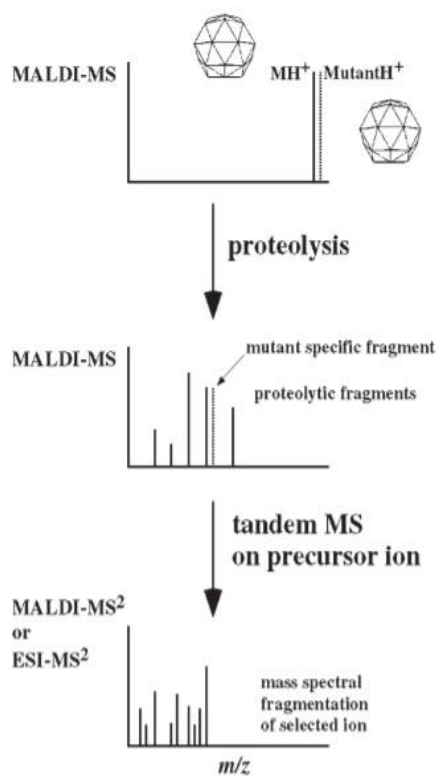 MALDI-MS
MH+ MutantH+
proteolysis
MALDI-MS
mutant specific fragment
proteolytic fragments
tandem MS
on precursor ion
MALDI-MS²
or
ESI-MS²
mass spectral
fragmentation
of selected ion
m/z